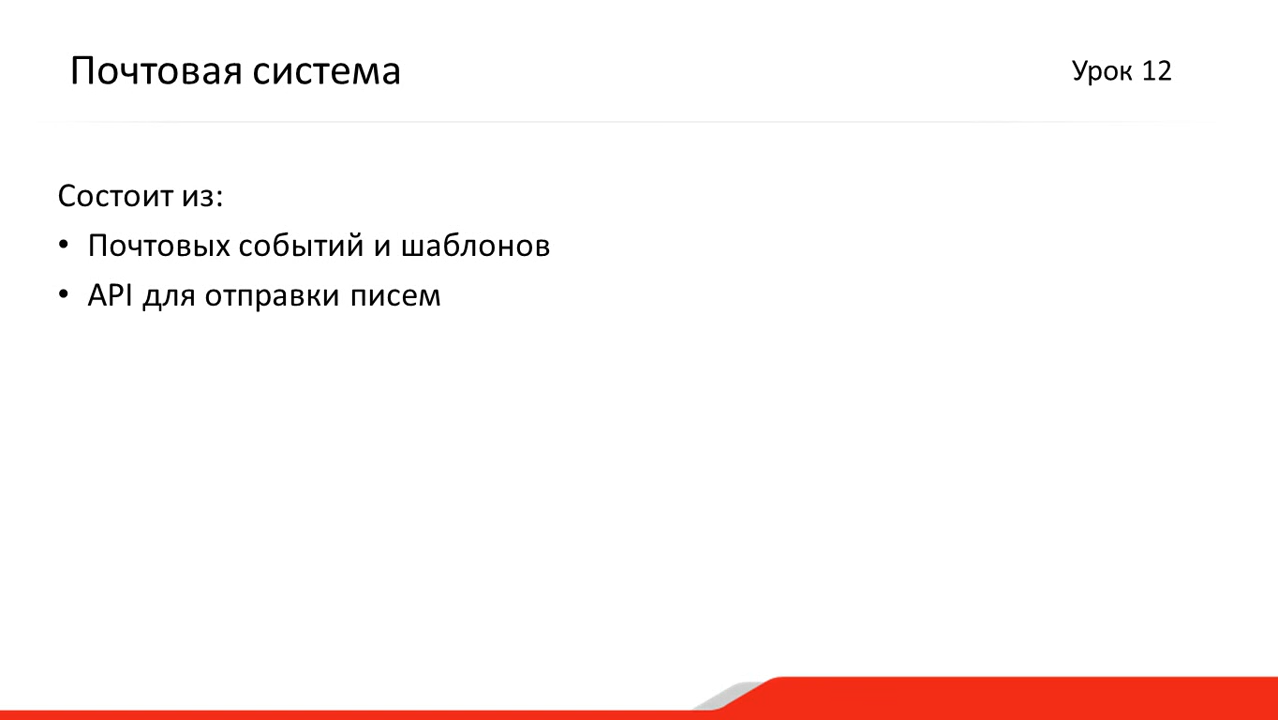 Почтовая система
Урок 12
Состоит из:
• Почтовых событий и шаблонов
• API для отправки писем